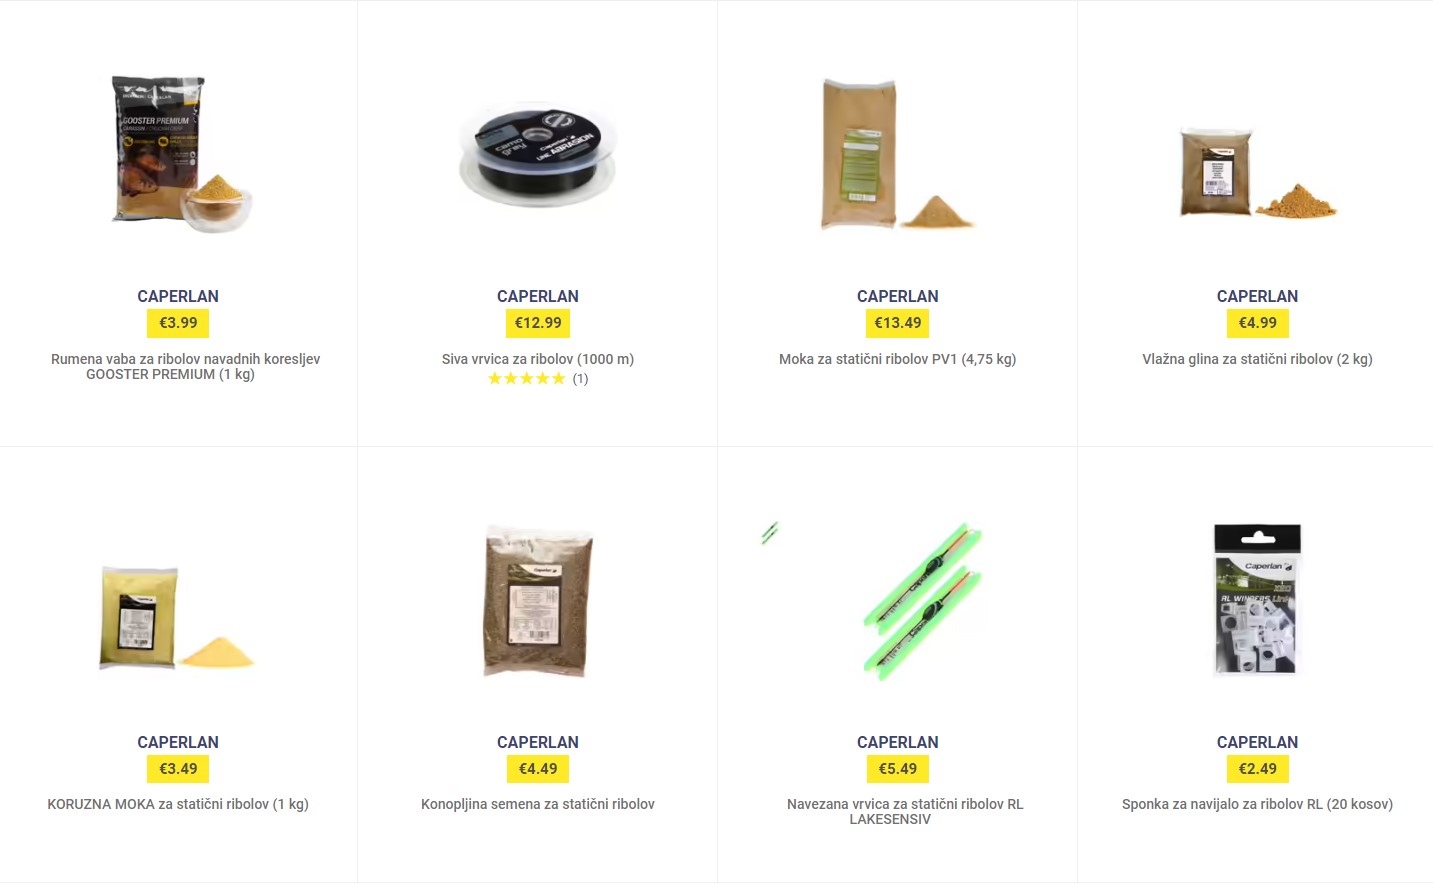 GOOSTER PREMIUM
camo
grey
Caperlan
LINE ABRASION
CAPERLAN
€3.99
Rumena vaba za ribolov navadnih koresljev
GOOSTER PREMIUM (1 kg)
CAPERLAN
€12.99
Siva vrvica za ribolov (1000 m)
(1)
CAPERLAN
€13.49
Moka za statični ribolov PV1 (4,75 kg)
CAPERLAN
€4.99
Vlažna glina za statični ribolov (2 kg)
Caperlan
Caperlan
RL WINDERS Link
CAPERLAN
€3.49
KORUZNA MOKA za statični ribolov (1 kg)
CAPERLAN
€4.49
Konopljina semena za statični ribolov
CAPERLAN
€5.49
Navezana vrvica za statični ribolov RL
LAKESENSIV
CAPERLAN
€2.49
Sponka za navijalo za ribolov RL (20 kosov)